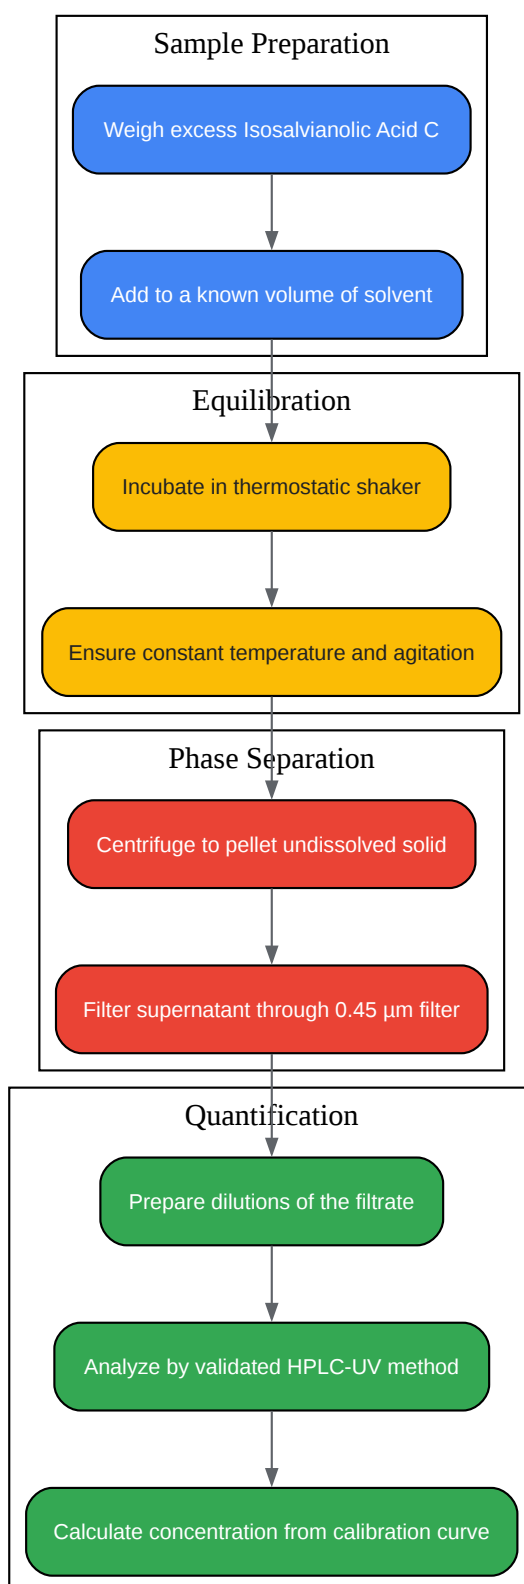 Sample Preparation
Weigh excess Isosalvianolic Acid C
Add to a known volume of solvent
Equilibration
Incubate in thermostatic shaker
Ensure constant temperature and agitation
Phase Separation
Centrifuge to pellet undissolved solid
Filter supernatant through 0.45 µm filter
Quantification
Prepare dilutions of the filtrate
Analyze by validated HPLC-UV method
Calculate concentration from calibration curve